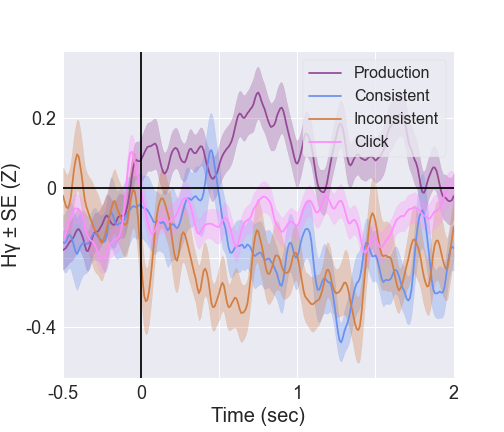 Production
Consistent
Inconsistent
Click
Hγ ± SE (Z)
0.2
0
-0.4
-0.5
0
1
2
Time (sec)